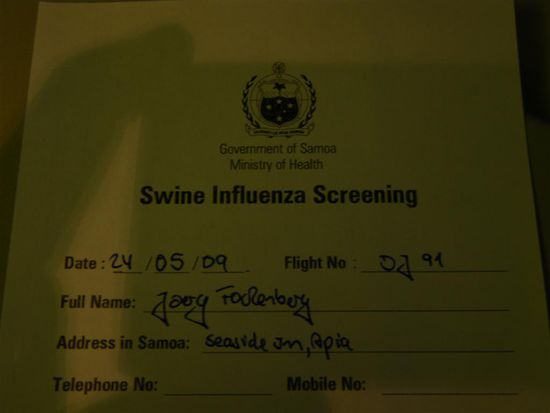 Government of Samoa
Ministry of Health
Swine Influenza Screening
Date : 24 / 05 / 09 Flight No : DJ 91
Full Name: Joerg
Address in Samoa: Seaside Inn, Apia
Telephone No: Mobile No: